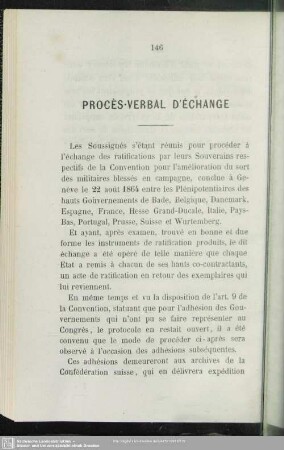 146
PROCÈS-VERBAL D'ÉCHANGE
Les Soussignés s'étant réunis pour procéder à
l'échange des ratifications par leurs Souverains res-
pectifs de la Convention pour l'amélioration du sort
des militaires blessés en campagne, conclue à Ge-
nève le 22 août 1864 entre les Plénipotentiaires des
hauts Gouvernements de Bade, Belgique, Danemark,
Espagne, France, Hesse Grand-Ducale, Italie, Pays-
Bas, Portugal, Prusse, Suisse et Wurtemberg.
Et ayant, après examen, trouvé en bonne et due
forme les instruments de ratification produits, le dit
échange a été opéré de telle manière que chaque
Etat a remis à chacun de ses hauts co-contractants,
un acte de ratification en retour des exemplaires qui
lui reviennent.
En même temps et vu la disposition de l'art. 9 de
la Convention, statuant que pour l'adhésion des Gou-
vernements qui n'ont pu se faire représenter au
Congrès, le protocole en restait ouvert, il a été
convenu que le mode de procéder ci-après sera
observé à l'occasion des adhésions subséquentes.
Ces adhésions demeureront aux archives de la
Confédération suisse, qui en délivrera expédition